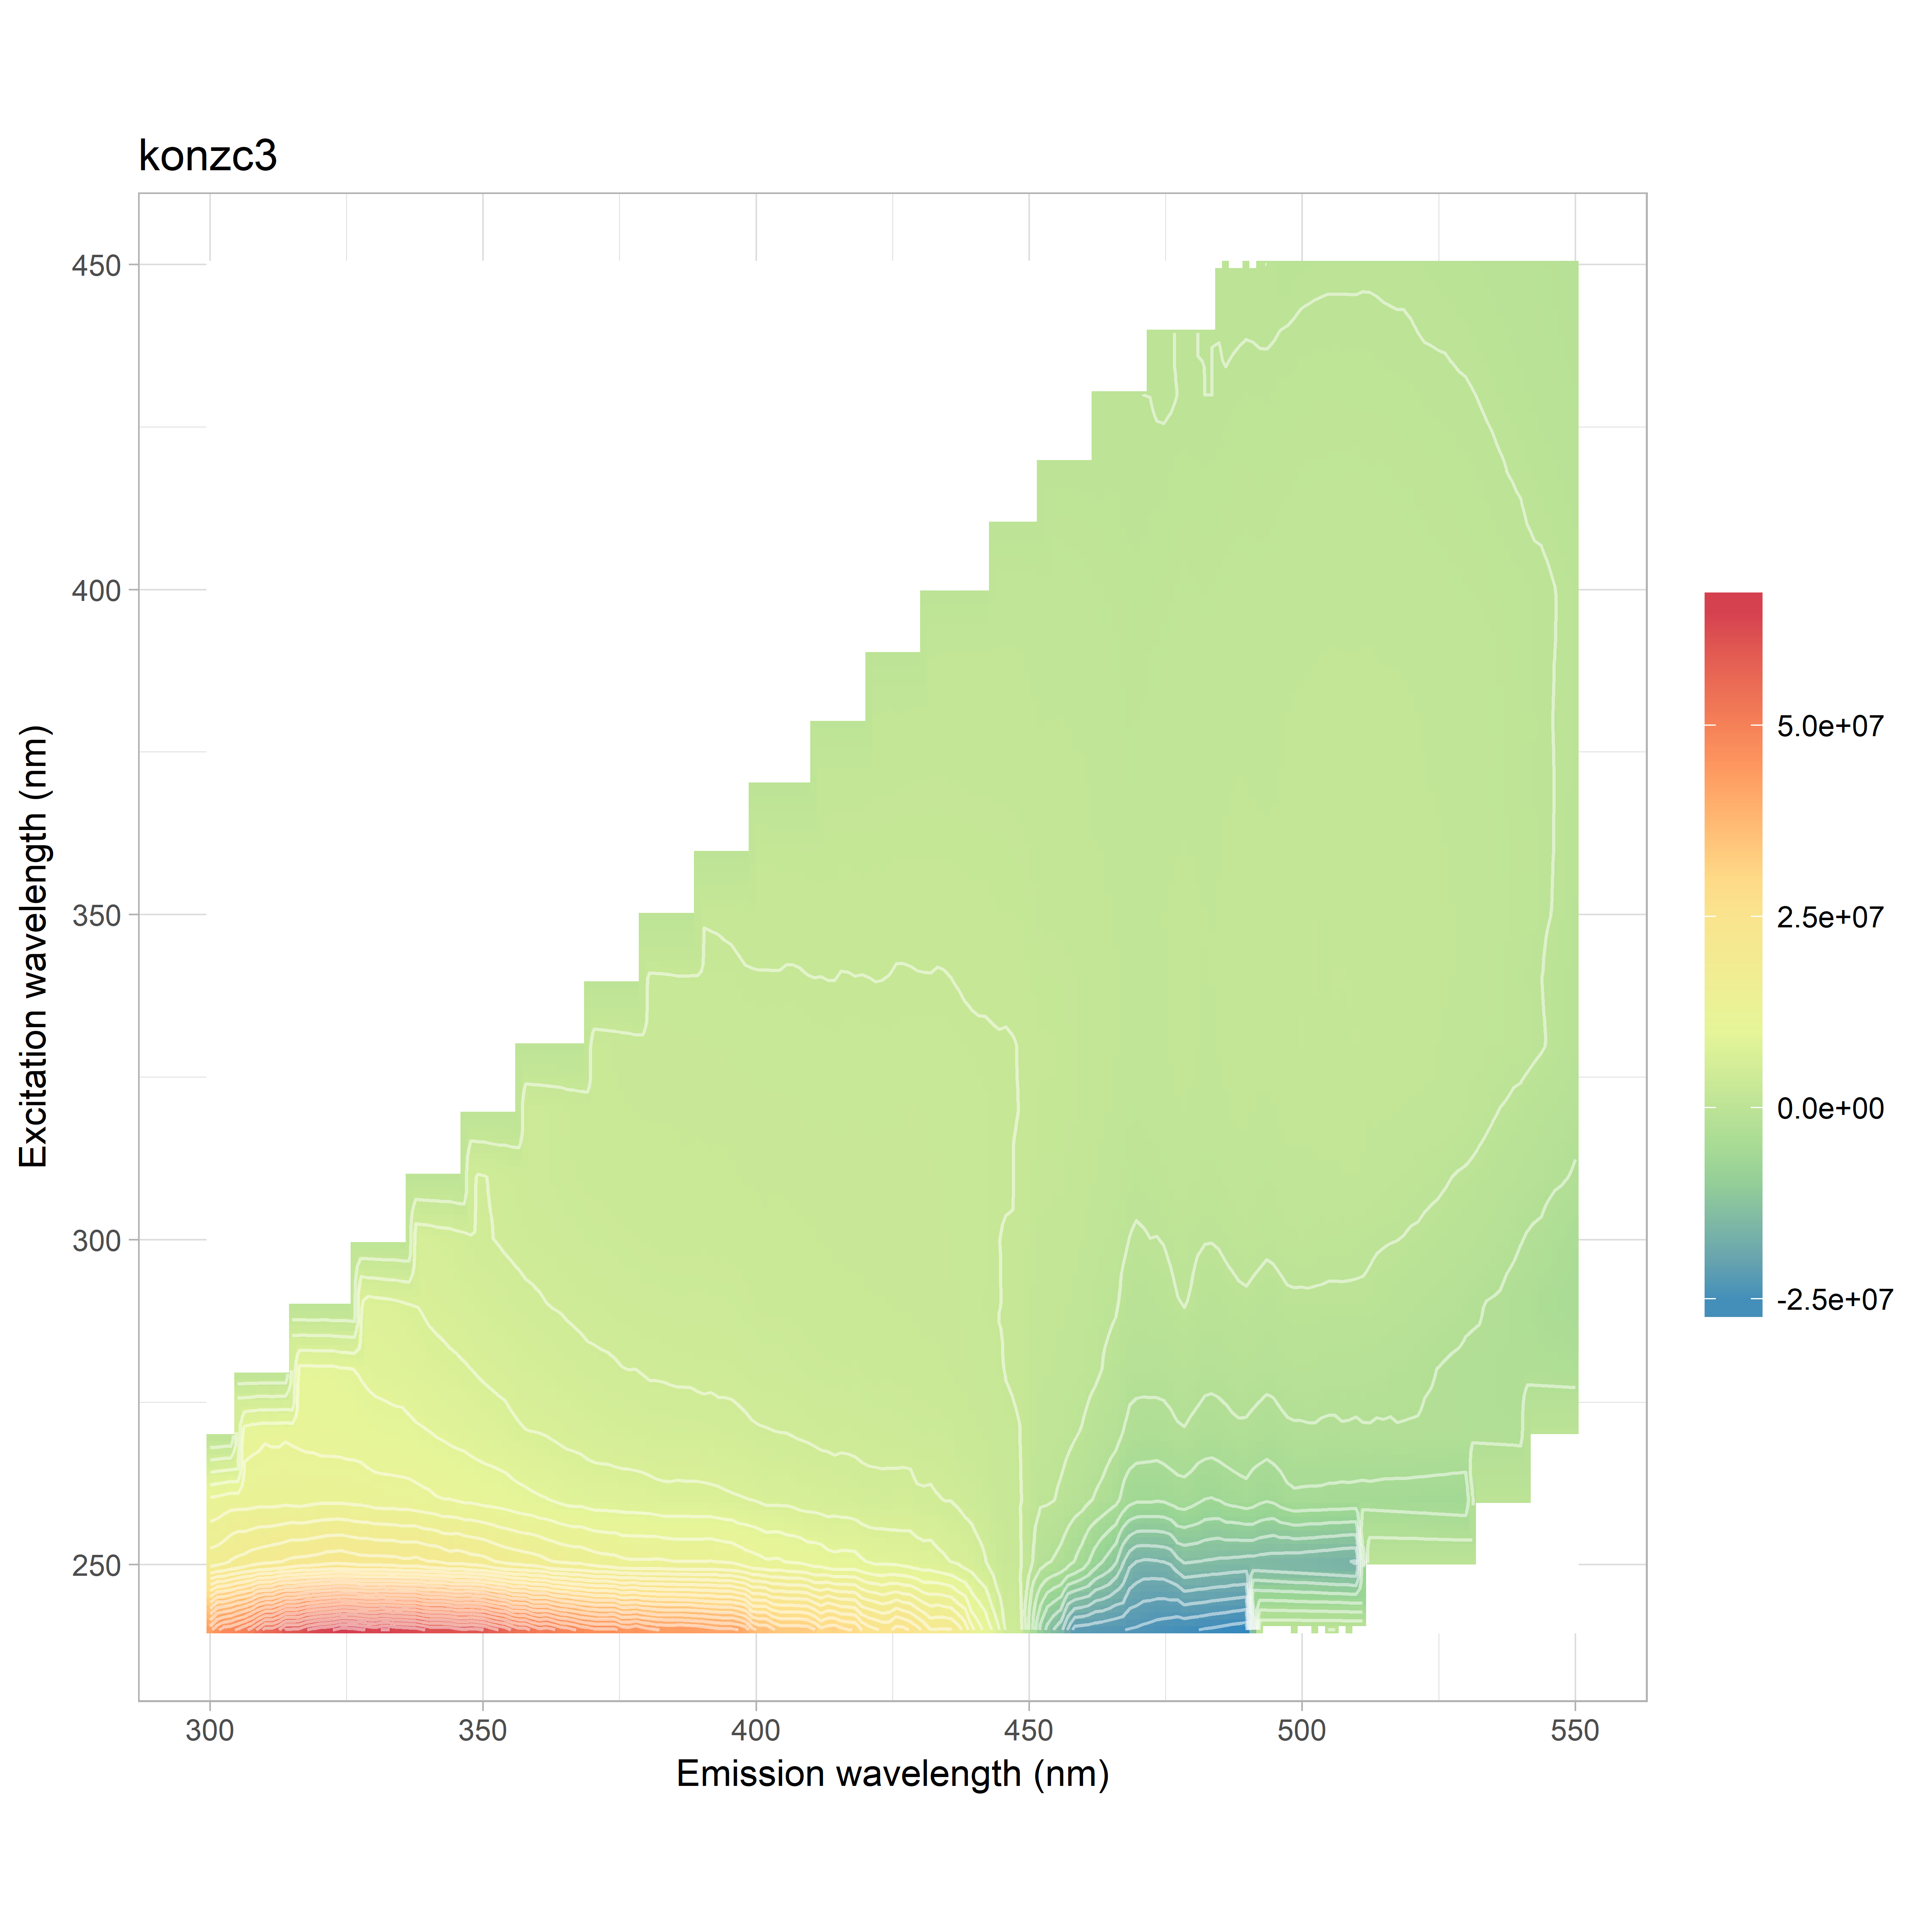 konzc3
450
400
350
300
250
Excitation wavelength (nm)
300 350 400 450 500 550
Emission wavelength (nm)
5.0e+07
2.5e+07
0.0e+00
-2.5e+07